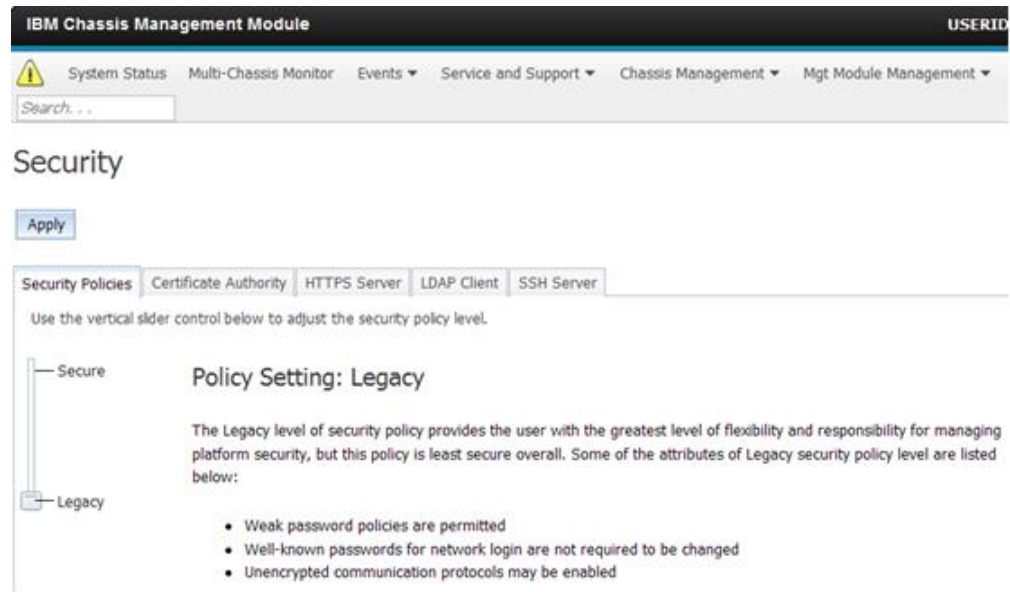 IBM Chassis Management Module USERID
System Status Multi-Chassis Monitor Events Service and Support Chassis Management Mgt Module Management
Search. . .
Security
Apply
Security Policies Certificate Authority HTTPS Server LDAP Client SSH Server
Use the vertical slider control below to adjust the security policy level.
Secure
Policy Setting: Legacy
The Legacy level of security policy provides the user with the greatest level of flexibility and responsibility for managing
platform security, but this policy is least secure overall. Some of the attributes of Legacy security policy level are listed
below:
Legacy
• Weak password policies are permitted
• Well-known passwords for network login are not required to be changed
• Unencrypted communication protocols may be enabled